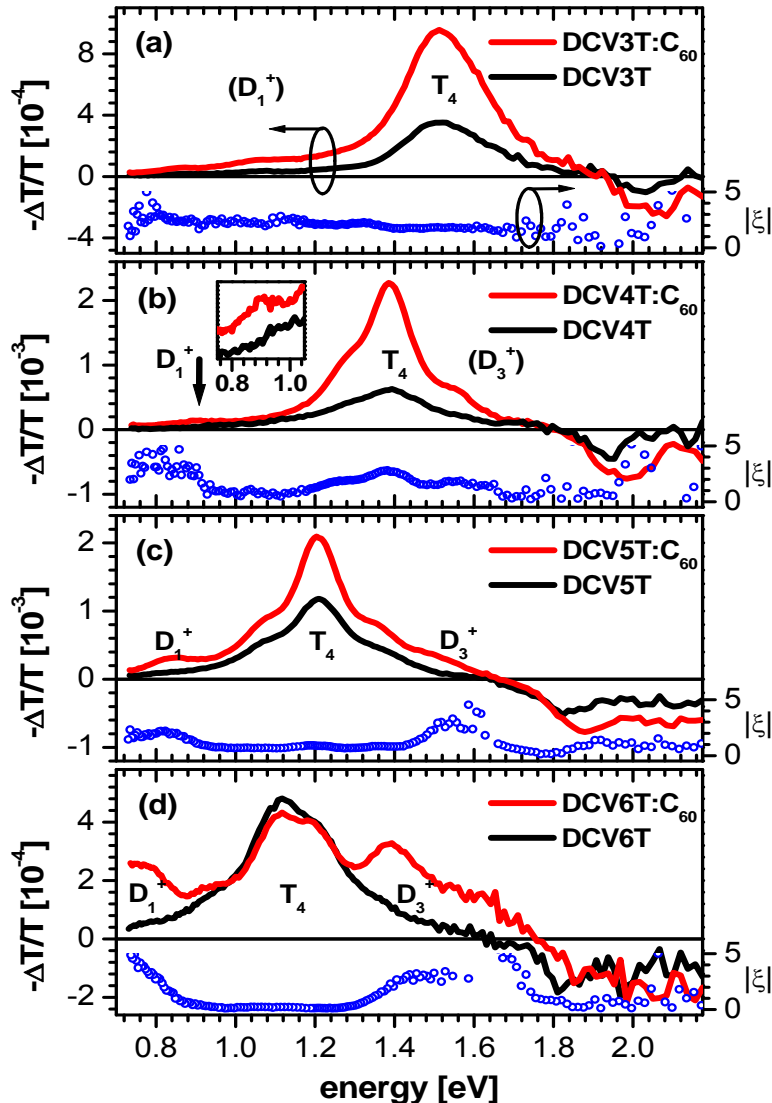 (a)
DCV3T:C60
DCV3T
(D1+)
T4
-ΔT/T [10-4]
8
4
0
-4
5
0
|ξ|
(b)
DCV4T:C60
DCV4T
D1+
T4
(D3+)
0.8 1.0
-ΔT/T [10-3]
2
1
0
-1
5
0
|ξ|
(c)
DCV5T:C60
DCV5T
D1+
T4
D3+
-ΔT/T [10-3]
2
1
0
-1
5
0
|ξ|
(d)
DCV6T:C60
DCV6T
D1+
T4
D3+
-ΔT/T [10-4]
4
2
0
-2
5
0
|ξ|
0.8 1.0 1.2 1.4 1.6 1.8 2.0
energy [eV]